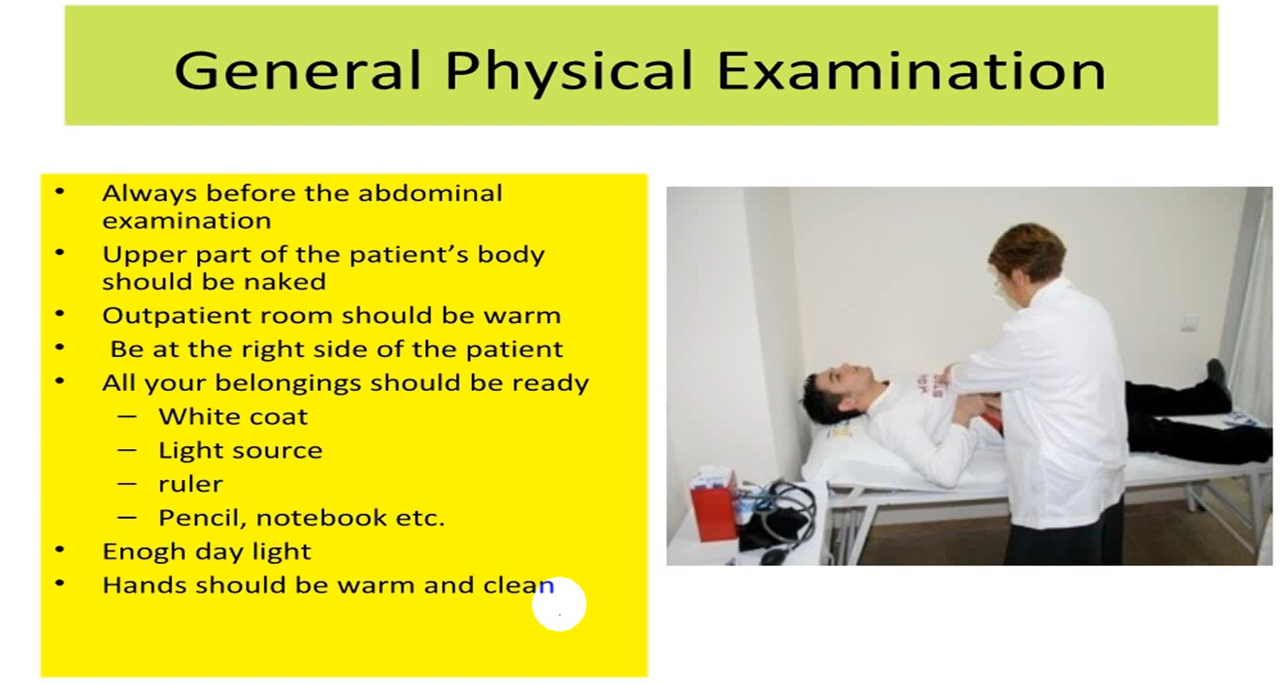 General Physical Examination
• Always before the abdominal
examination
• Upper part of the patient’s body
should be naked
• Outpatient room should be warm
• Be at the right side of the patient
• All your belongings should be ready
– White coat
– Light source
– ruler
– Pencil, notebook etc.
• Enogh day light
• Hands should be warm and clean